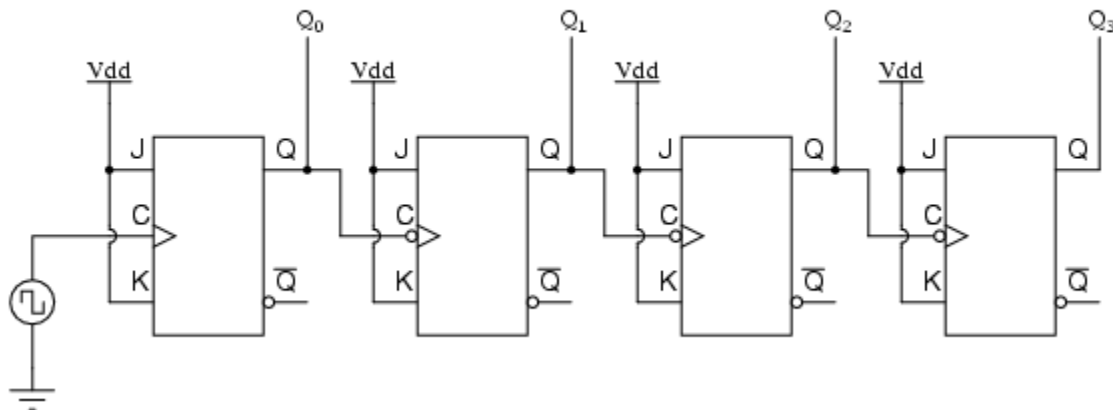 Q₀ Q₁ Q₂ Q₃
Vdd Vdd Vdd Vdd
J Q J Q J Q J Q
C C C C
K Q̅ K Q̅ K Q̅ K Q̅